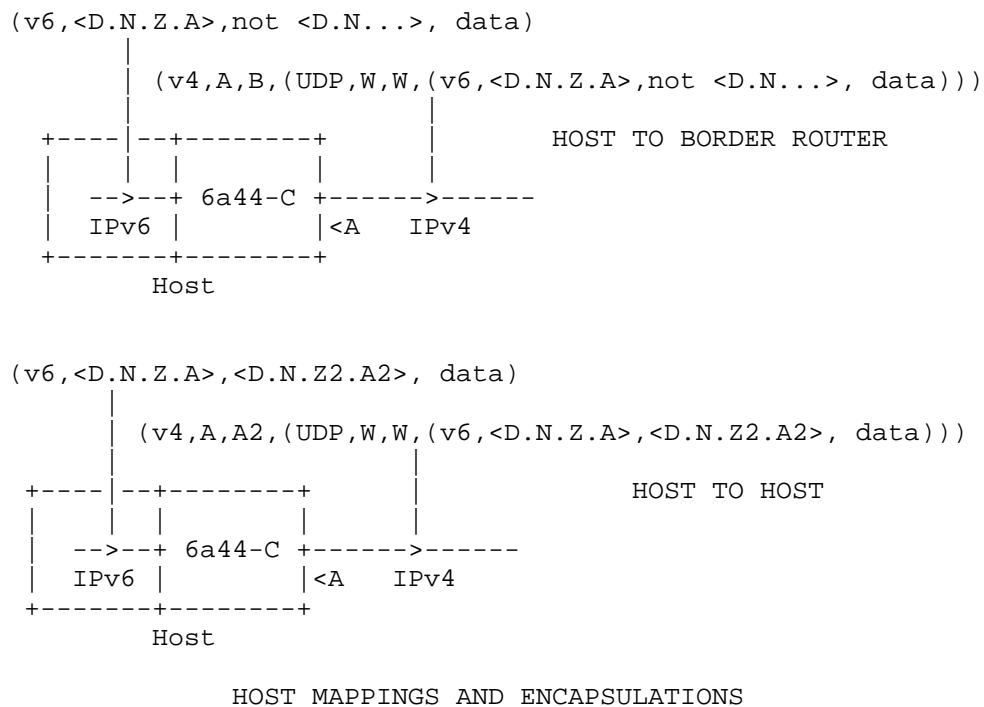 (v6,<D.N.Z.A>,not <D.N...>, data)
(v4,A,B,(UDP,W,W,(v6,<D.N.Z.A>,not <D.N...>, data)))
HOST TO BORDER ROUTER
-->--+ 6a44-C +------>------
IPv6 | |<A IPv4
Host
(v6,<D.N.Z.A>,<D.N.Z2.A2>, data)
(v4,A,A2,(UDP,W,W,(v6,<D.N.Z.A>,<D.N.Z2.A2>, data)))
HOST TO HOST
-->--+ 6a44-C +------>------
IPv6 | |<A IPv4
Host
HOST MAPPINGS AND ENCAPSULATIONS